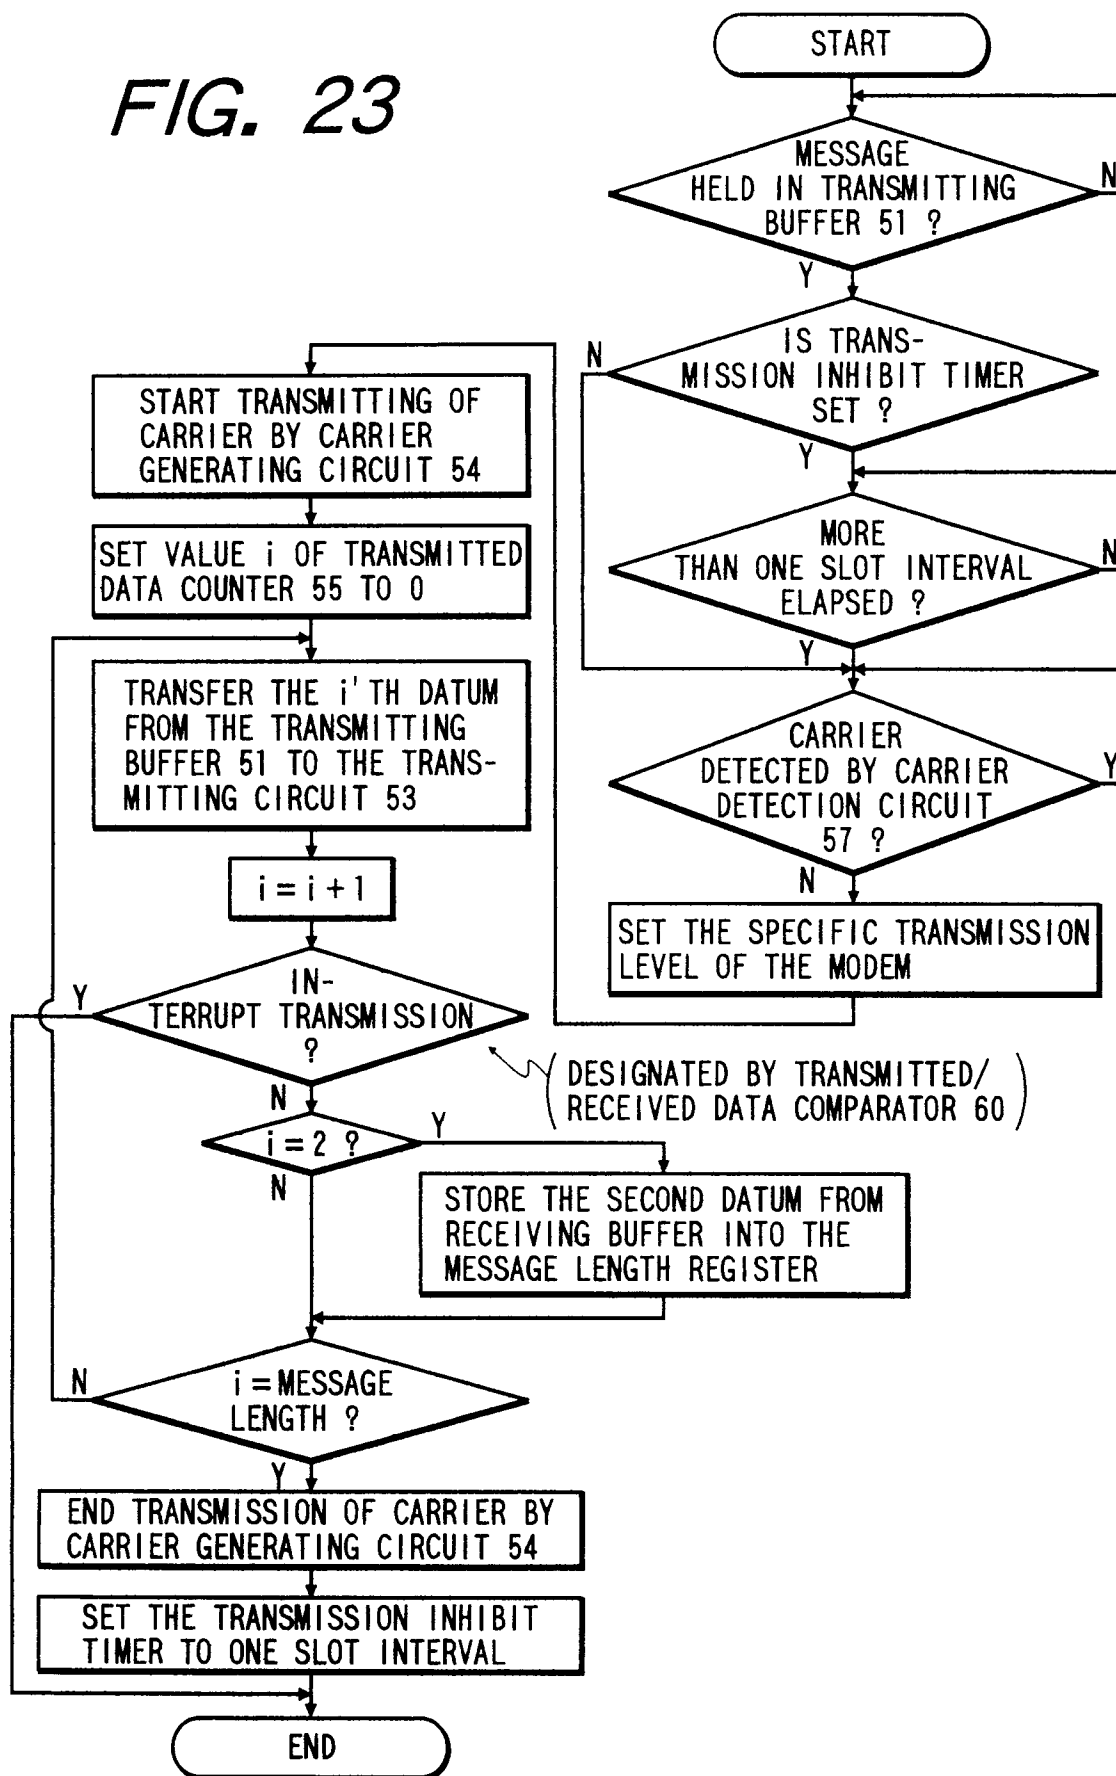 FIG. 23
START
MESSAGE
HELD IN TRANSMITTING
BUFFER 51 ?
N
Y
IS TRANS-
MISSION INHIBIT TIMER
SET ?
N
Y
MORE
THAN ONE SLOT INTERVAL
ELAPSED ?
N
Y
CARRIER
DETECTED BY CARRIER
DETECTION CIRCUIT
57 ?
Y
N
SET THE SPECIFIC TRANSMISSION
LEVEL OF THE MODEM
START TRANSMITTING OF
CARRIER BY CARRIER
GENERATING CIRCUIT 54
SET VALUE i OF TRANSMITTED
DATA COUNTER 55 TO 0
TRANSFER THE i'TH DATUM
FROM THE TRANSMITTING
BUFFER 51 TO THE TRANS-
MITTING CIRCUIT 53
i = i + 1
IN-
TERRUPT TRANSMISSION
?
Y
N
(DESIGNATED BY TRANSMITTED/
RECEIVED DATA COMPARATOR 60)
i = 2 ?
Y
N
STORE THE SECOND DATUM FROM
RECEIVING BUFFER INTO THE
MESSAGE LENGTH REGISTER
i = MESSAGE
LENGTH ?
N
Y
END TRANSMISSION OF CARRIER BY
CARRIER GENERATING CIRCUIT 54
SET THE TRANSMISSION INHIBIT
TIMER TO ONE SLOT INTERVAL
END